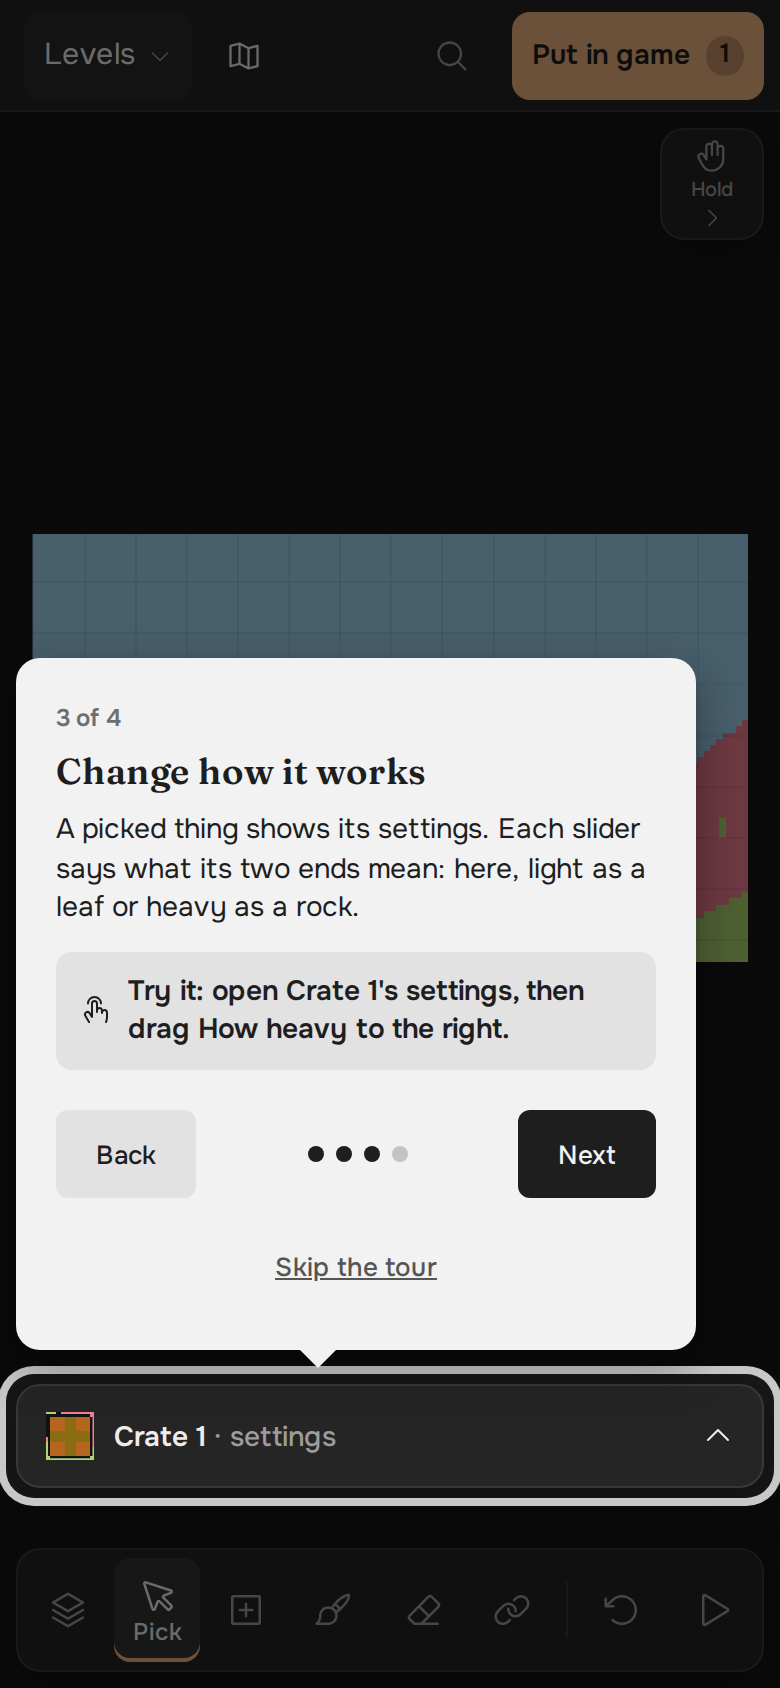 Levels
Put in game 1
Hold
3 of 4
Change how it works
A picked thing shows its settings. Each slider
says what its two ends mean: here, light as a
leaf or heavy as a rock.
Try it: open Crate 1's settings, then
drag How heavy to the right.
Back
Next
Skip the tour
Crate 1 · settings
Pick